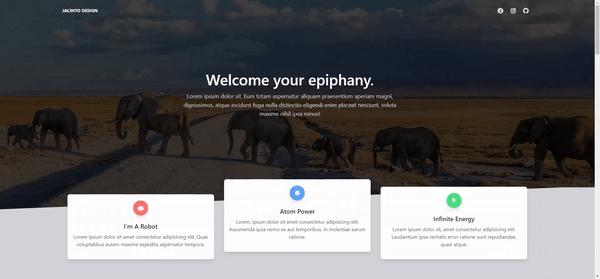 JACINTO DESIGN
Welcome your epiphany.
Lorem ipsum dolor sit. Eum totam aspernatur aliquam praesentium aperiam magni,
dignissimos, atque incidunt fuga nulla distinctio eligendi enim placeat nesciunt, soluta
maxime nihil ipsa minus!
I'm A Robot
Lorem ipsum dolor sit amet consectetur adipisicing elit. Quas
voluptatibus autem maxime expedita aspernatur tempora.
Atom Power
Lorem, ipsum dolor sit amet consectetur adipisicing elit.
Assumenda quia nemo ex aut temporibus, in molestiae earum
ratione.
Infinite Energy
Lorem ipsum dolor sit, amet consectetur adipisicing elit.
Laudantium ipsa veritatis error ratione sunt repudiandae,
quod atque.